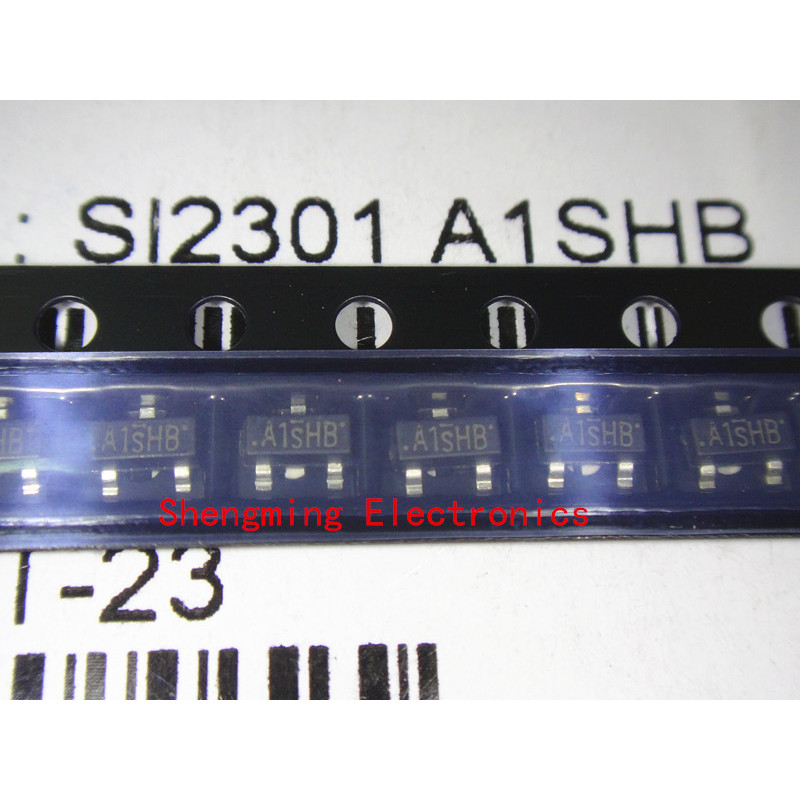 : SI2301 A1SHB
HB
A1SHB
A1SHB
A1SHB
A1SHB
A1SHB
Shengming Electronics
T-23